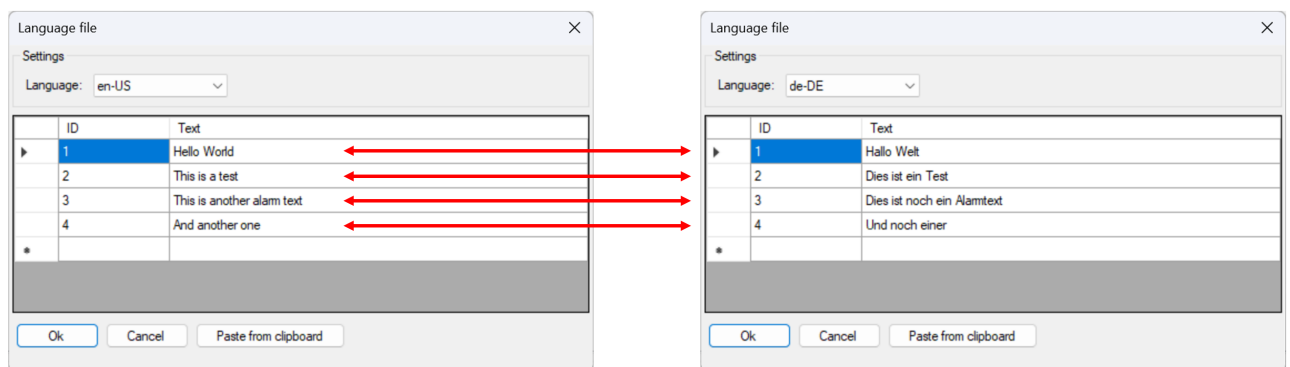 Language file
Settings
Language: en-US
ID Text
1 Hello World
2 This is a test
3 This is another alarm text
4 And another one
Ok Cancel Paste from clipboard
Language file
Settings
Language: de-DE
ID Text
1 Hallo Welt
2 Dies ist ein Test
3 Dies ist noch ein Alarmtext
4 Und noch einer
Ok Cancel Paste from clipboard